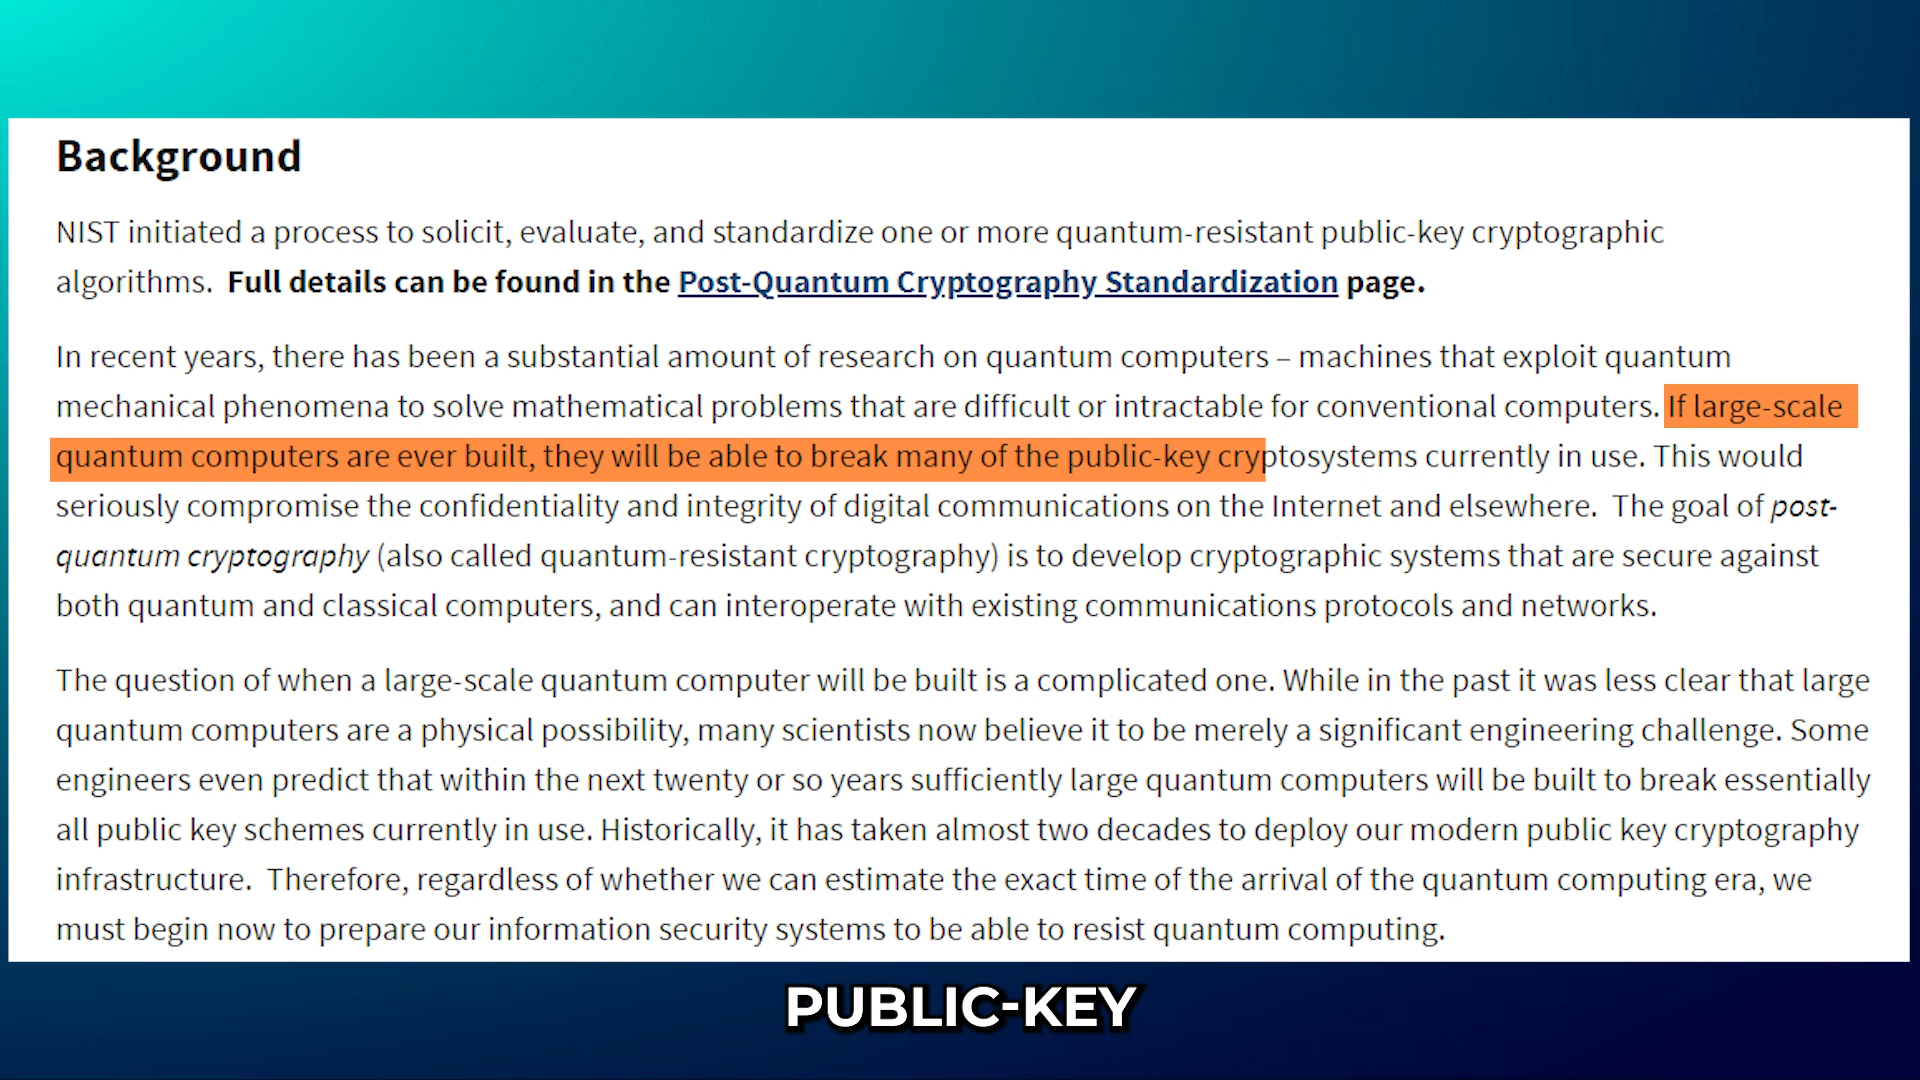 Background
NIST initiated a process to solicit, evaluate, and standardize one or more quantum-resistant public-key cryptographic
algorithms.  Full details can be found in the Post-Quantum Cryptography Standardization page.
In recent years, there has been a substantial amount of research on quantum computers – machines that exploit quantum
mechanical phenomena to solve mathematical problems that are difficult or intractable for conventional computers. If large-scale
quantum computers are ever built, they will be able to break many of the public-key cryptosystems currently in use. This would
seriously compromise the confidentiality and integrity of digital communications on the Internet and elsewhere.  The goal of post-
quantum cryptography (also called quantum-resistant cryptography) is to develop cryptographic systems that are secure against
both quantum and classical computers, and can interoperate with existing communications protocols and networks.
The question of when a large-scale quantum computer will be built is a complicated one. While in the past it was less clear that large
quantum computers are a physical possibility, many scientists now believe it to be merely a significant engineering challenge. Some
engineers even predict that within the next twenty or so years sufficiently large quantum computers will be built to break essentially
all public key schemes currently in use. Historically, it has taken almost two decades to deploy our modern public key cryptography
infrastructure.  Therefore, regardless of whether we can estimate the exact time of the arrival of the quantum computing era, we
must begin now to prepare our information security systems to be able to resist quantum computing.
PUBLIC-KEY